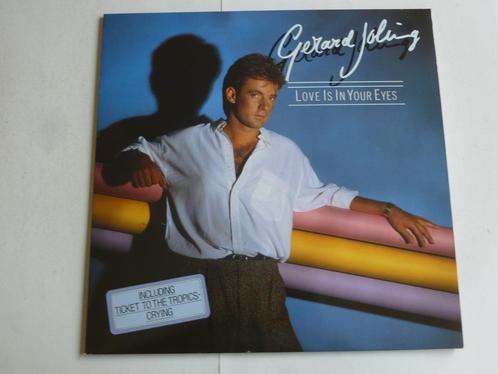 Gerard Joling
LOVE IS IN YOUR EYES
INCLUDING
TICKET TO THE TROPICS-
CRYING